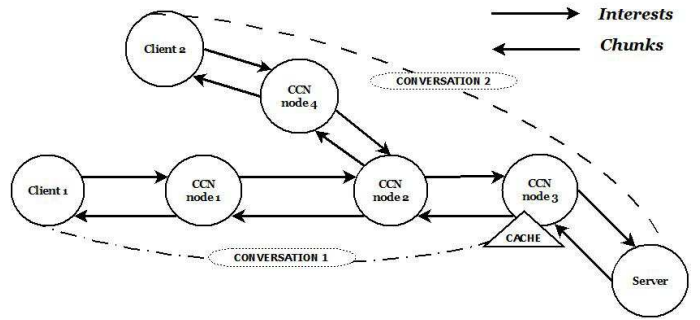 Interests
Chunks
Client 2
CONVERSATION 2
CCN
node 4
Client 1
CCN
node 1
CCN
node 2
CCN
node 3
CACHE
CONVERSATION 1
Server